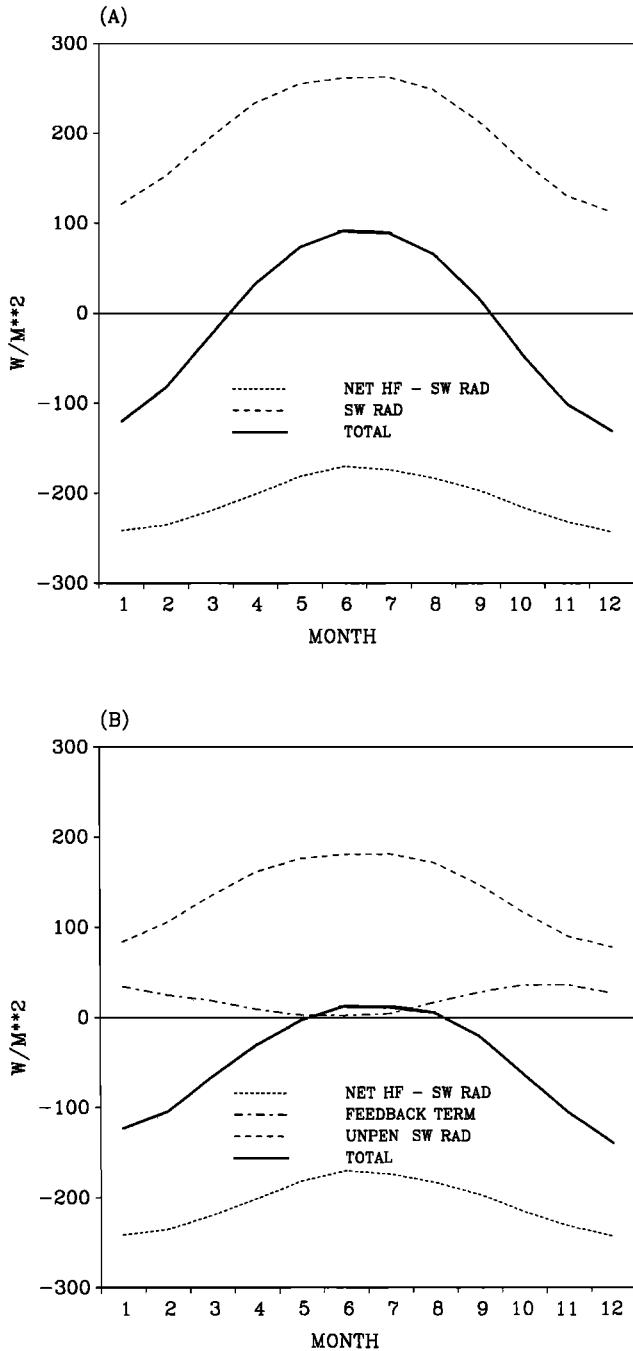 (A)
300
200
100
0
-100
-200
-300
W/M**2
NET HF - SW RAD
SW RAD
TOTAL
1 2 3 4 5 6 7 8 9 10 11 12
MONTH
(B)
300
200
100
0
-100
-200
-300
W/M**2
NET HF - SW RAD
FEEDBACK TERM
UNPEN SW RAD
TOTAL
1 2 3 4 5 6 7 8 9 10 11 12
MONTH